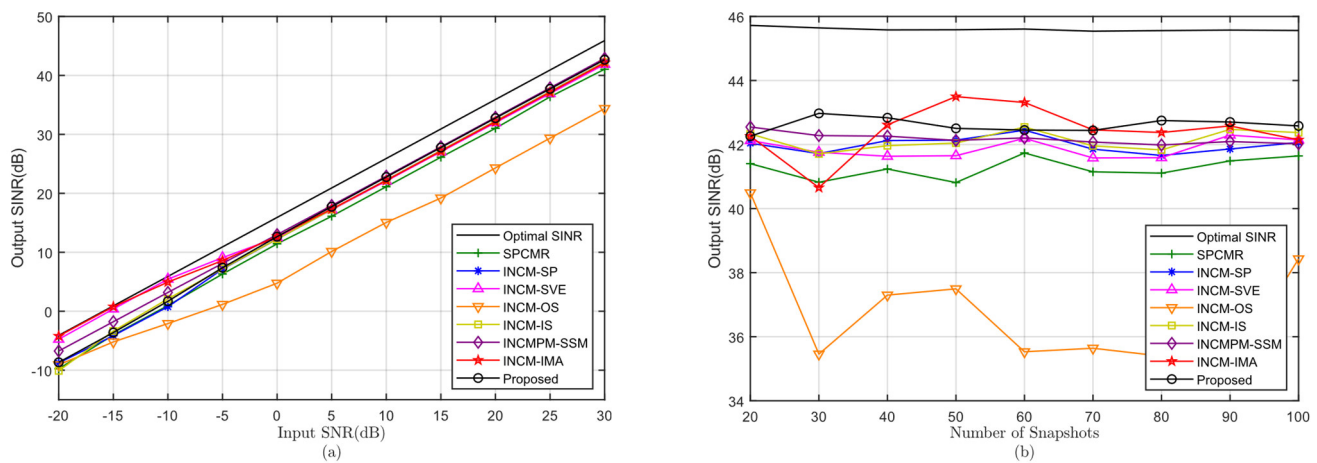 50
40
30
20
10
0
-10
Output SINR(dB)
-20
-15
-10
-5
0
5
10
15
20
25
30
Input SNR(dB)
(a)
Optimal SINR
SPCMR
INCM-SP
INCM-SVE
INCM-OS
INCM-IS
INCMPM-SSM
INCM-IMA
Proposed
46
44
42
40
38
36
34
Output SINR(dB)
20
30
40
50
60
70
80
90
100
Number of Snapshots
(b)
Optimal SINR
SPCMR
INCM-SP
INCM-SVE
INCM-OS
INCM-IS
INCMPM-SSM
INCM-IMA
Proposed